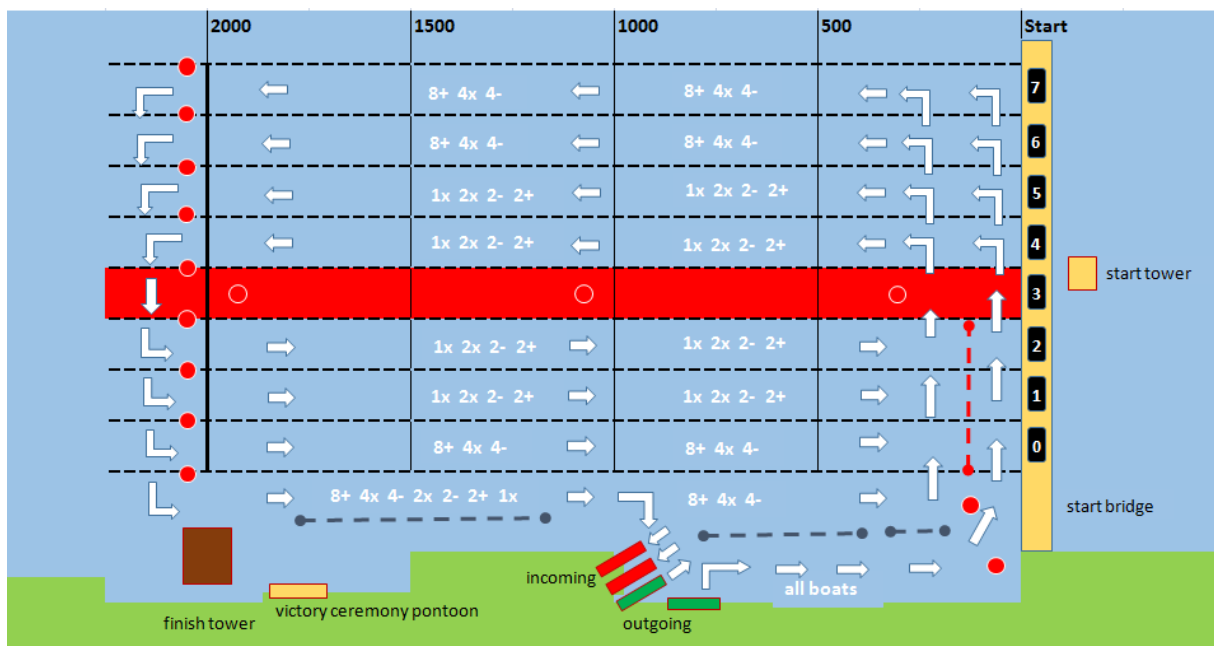 2000 1500 1000 500 Start
8+ 4x 4- 8+ 4x 4- 7
8+ 4x 4- 8+ 4x 4- 6
1x 2x 2- 2+ 1x 2x 2- 2+ 5
1x 2x 2- 2+ 1x 2x 2- 2+ 4
start tower
3
1x 2x 2- 2+ 1x 2x 2- 2+ 2
1x 2x 2- 2+ 1x 2x 2- 2+ 1
8+ 4x 4- 8+ 4x 4- 0
8+ 4x 4- 2x 2- 2+ 1x 8+ 4x 4-
start bridge
incoming
all boats
victory ceremony pontoon
finish tower
outgoing